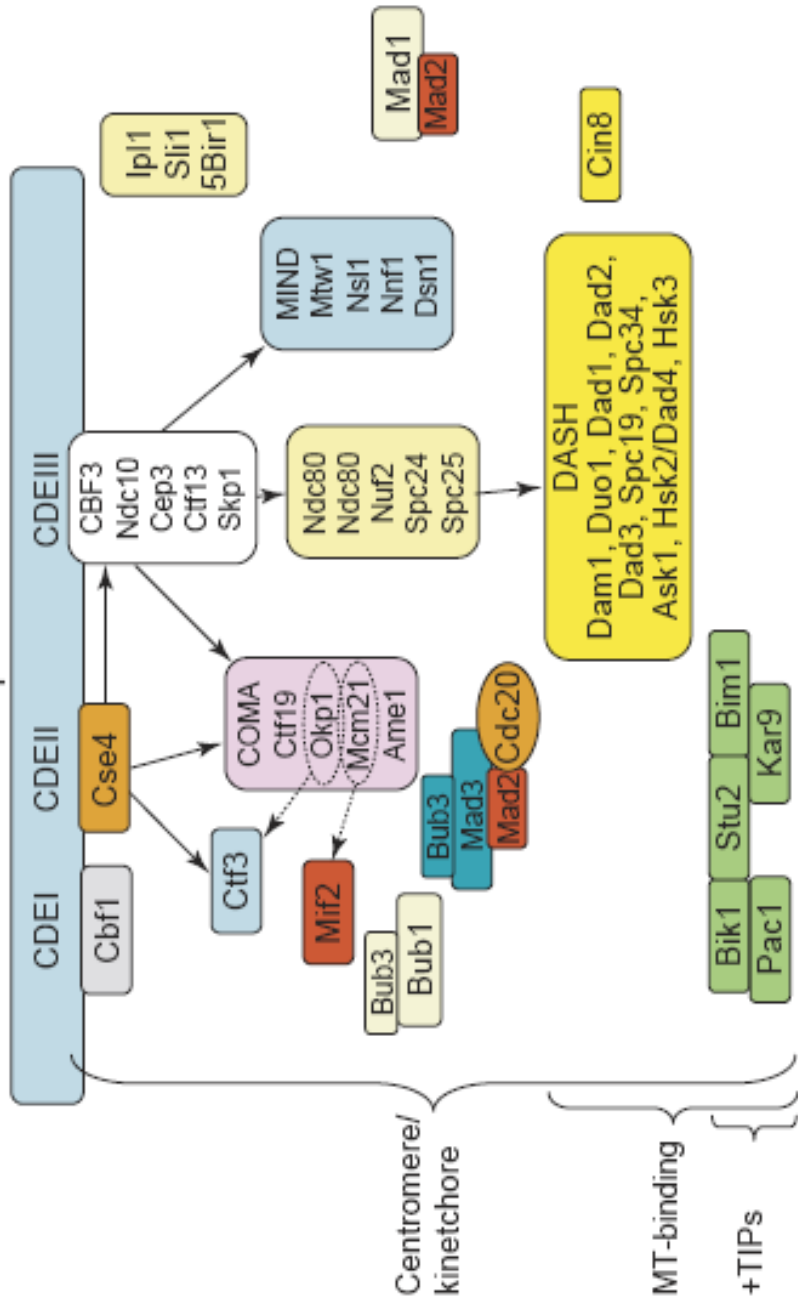 CDEI
CDEII
CDEIII
Cbf1
Cse4
CBF3
Ndc10
Cep3
Ctf13
Skp1
Ipl1
Sli1
5Bir1
Ctf3
COMA
Ctf19
Okp1
Mcm21
Ame1
Ndc80
Ndc80
Nuf2
Spc24
Spc25
MIND
Mtw1
Nsl1
Nnf1
Dsn1
Mif2
Bub3
Bub1
Bub3
Mad3
Mad2
Cdc20
Mad1
Mad2
DASH
Dam1, Duo1, Dad1, Dad2,
Dad3, Spc19, Spc34,
Ask1, Hsk2/Dad4, Hsk3
Cin8
Bik1
Stu2
Bim1
Pac1
Kar9
Centromere/
kinetchore
MT-binding
+TIPs